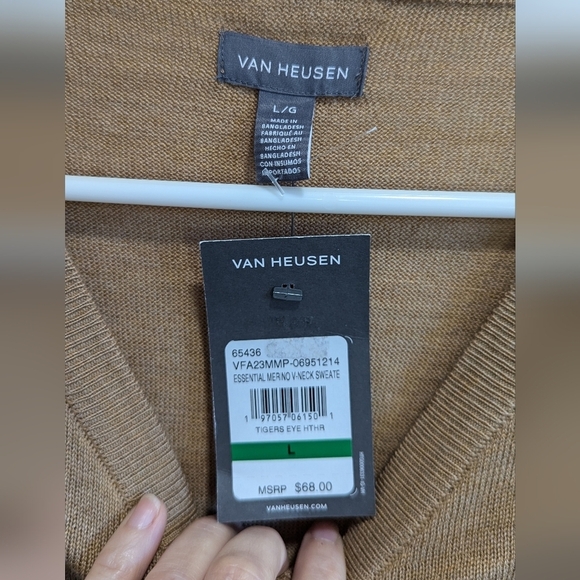 VAN HEUSEN
L/G
MADE IN
BANGLADESH
FABRIQUÉ AU
BANGLADESH
HECHO EN
BANGLADESH
CON INSUMOS
IMPORTADOS
VAN HEUSEN
65436
VFA23MMP-06951214
ESSENTIAL MERINO V-NECK SWEATE
1 97057 06150 1
TIGERS EYE HTHR
L
MSRP $68.00
VANHEUSEN.COM